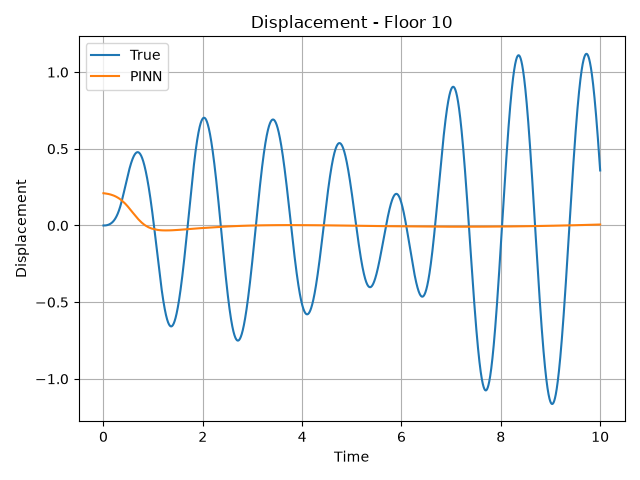 Displacement - Floor 10
True
PINN
1.0
0.5
0.0
−0.5
−1.0
Displacement
0 2 4 6 8 10
Time